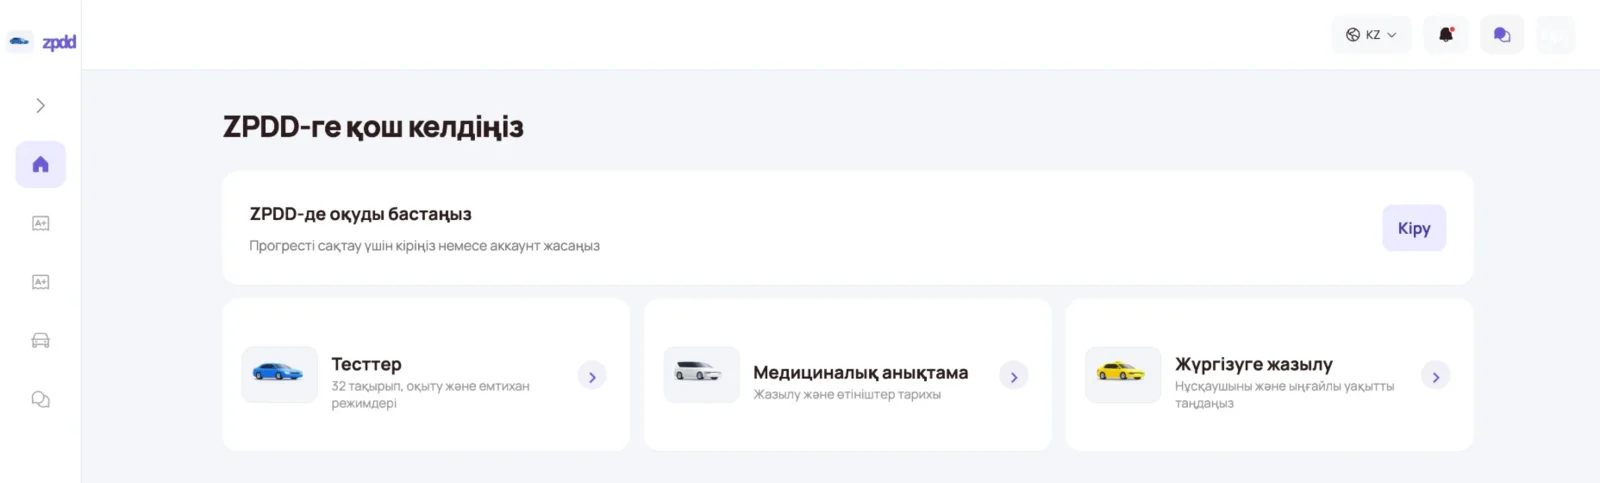 zpdd
KZ
ZPDD-ге қош келдіңіз
ZPDD-де оқуды бастаңыз
Прогресті сақтау үшін кіріңіз немесе аккаунт жасаңыз
Кіру
Тесттер
32 тақырып, оқыту және емтихан
режимдері
Медициналық анықтама
Жазылу және өтініштер тарихы
Жүргізуге жазылу
Нұсқаушыны және ыңғайлы уақытты
таңдаңыз
A+
A+